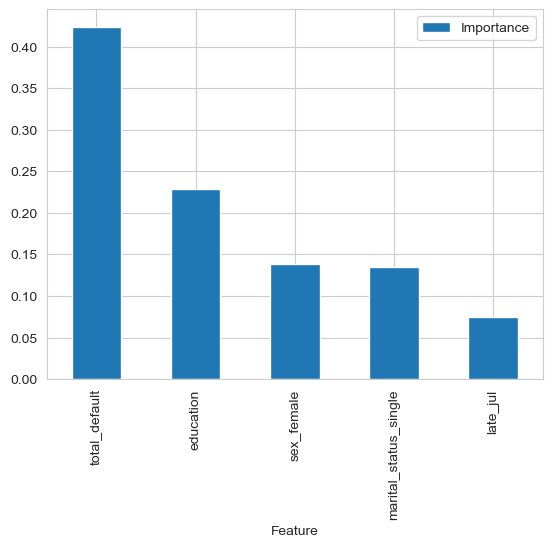 Importance
0.40
0.35
0.30
0.25
0.20
0.15
0.10
0.05
0.00
total_default
education
sex_female
marital_status_single
late_jul
Feature